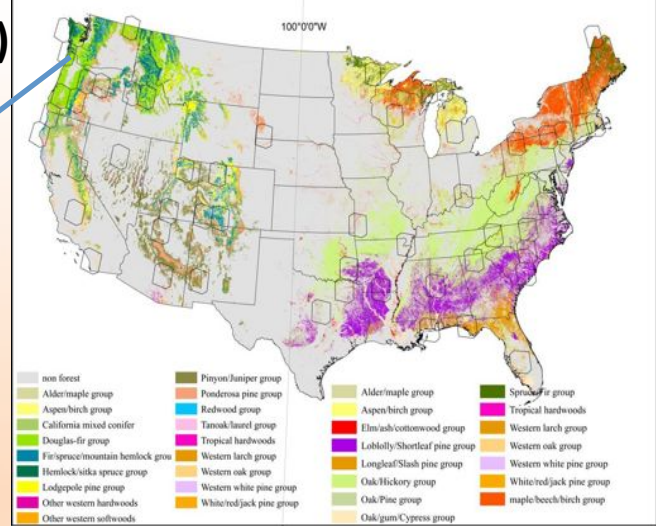 )
100°0'0"W
non forest
Alder/maple group
Aspen/birch group
California mixed conifer
Douglas-fir group
Fir/spruce/mountain hemlock grou
Hemlock/sitka spruce group
Lodgepole pine group
Other western hardwoods
Other western softwoods
Pinyon/Juniper group
Ponderosa pine group
Redwood group
Tanoak/laurel group
Tropical hardwoods
Western larch group
Western oak group
Western white pine group
White/red/jack pine group
Alder/maple group
Aspen/birch group
Elm/ash/cottonwood group
Loblolly/Shortleaf pine group
Longleaf/Slash pine group
Oak/Hickory group
Oak/Pine group
Oak/gum/Cypress group
Spruce/Fir group
Tropical hardwoods
Western larch group
Western oak group
Western white pine group
White/red/jack pine group
maple/beech/birch group